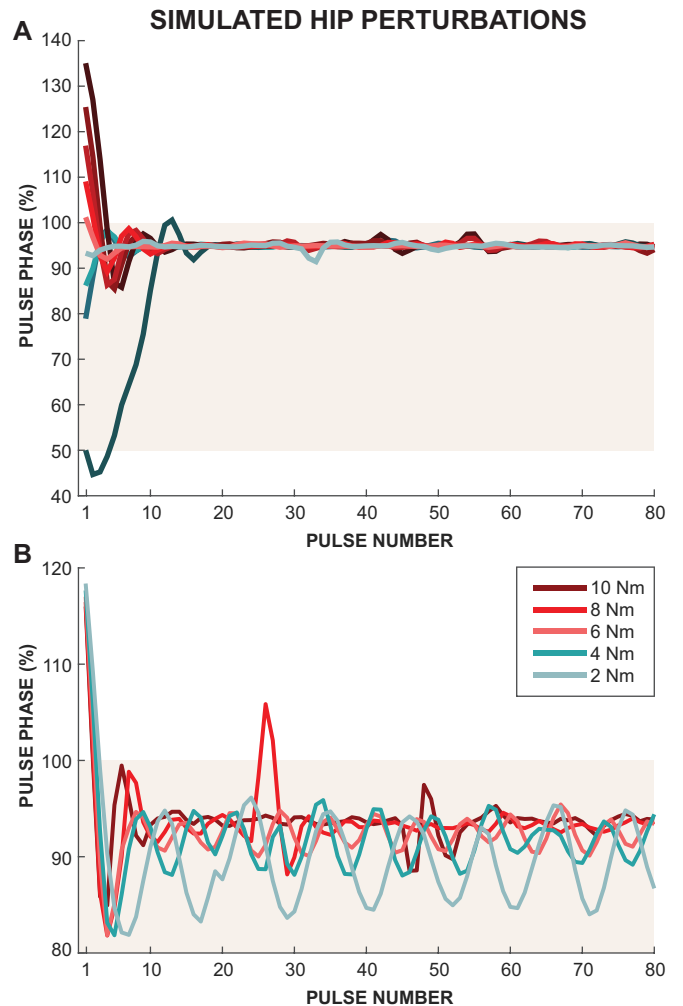 SIMULATED HIP PERTURBATIONS
A
140
130
120
110
100
90
80
70
60
50
40
PULSE PHASE (%)
1 10 20 30 40 50 60 70 80
PULSE NUMBER
B
120
110
100
90
80
PULSE PHASE (%)
10 Nm
8 Nm
6 Nm
4 Nm
2 Nm
1 10 20 30 40 50 60 70 80
PULSE NUMBER